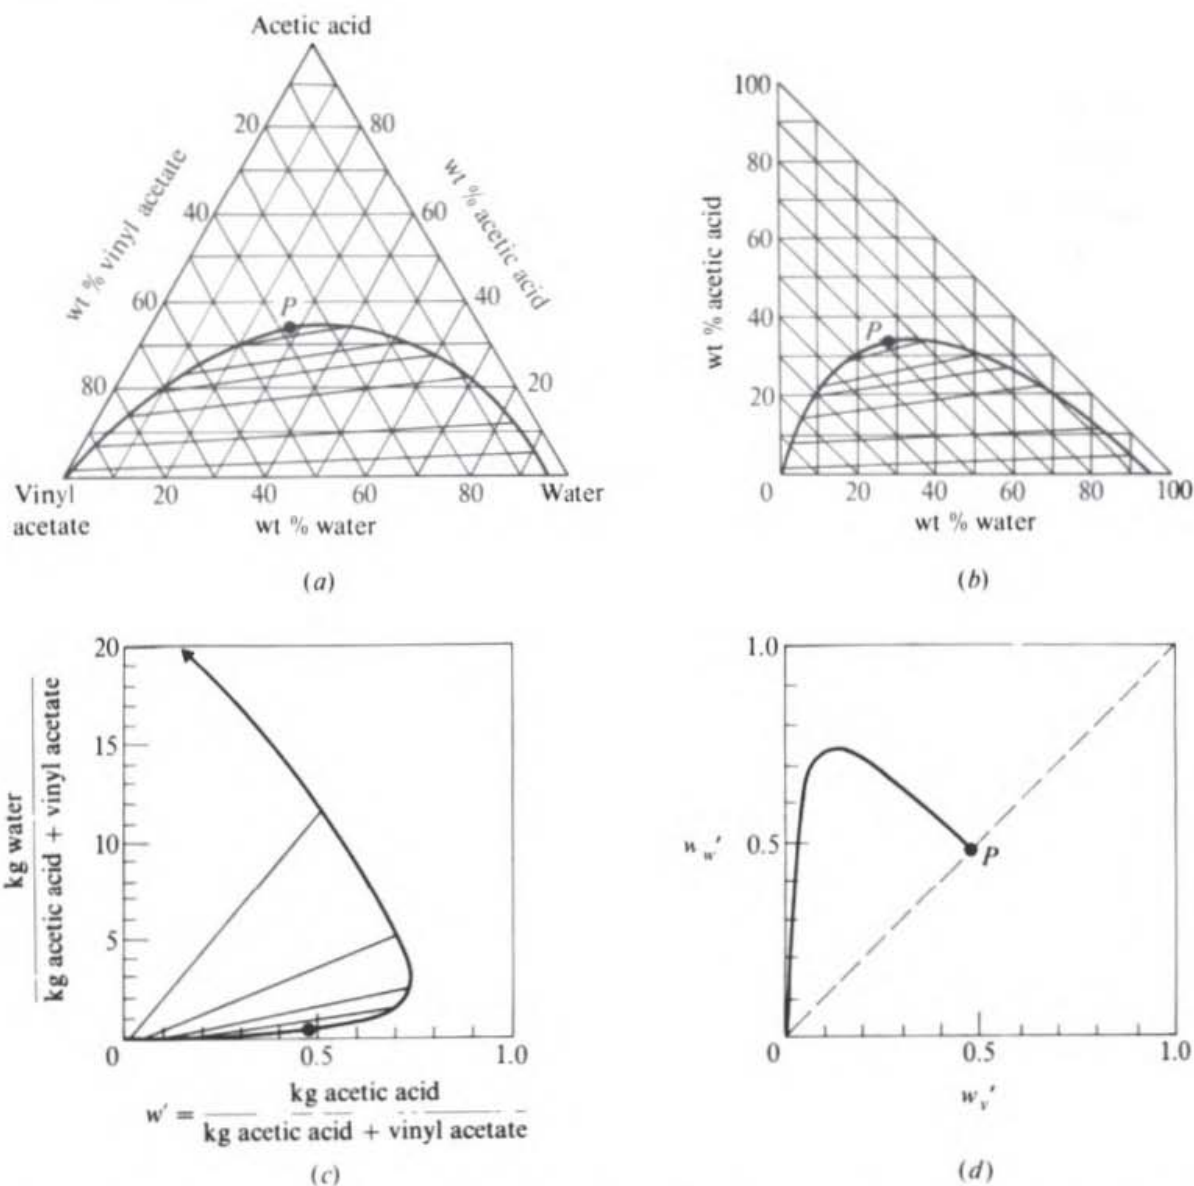 Acetic acid
20
80
wt % vinyl acetate
wt % acetic acid
40
60
60
40
P
80
20
Vinyl acetate
20
40
60
80
Water
wt % water
(a)
100
80
60
40
20
wt % acetic acid
P
0
20
40
60
80
100
wt % water
(b)
20
15
10
5
kg water
kg acetic acid + vinyl acetate
0
0.5
1.0
w' =
kg acetic acid
kg acetic acid + vinyl acetate
(c)
1.0
w_w'
0.5
P
0
0.5
1.0
w_v'
(d)